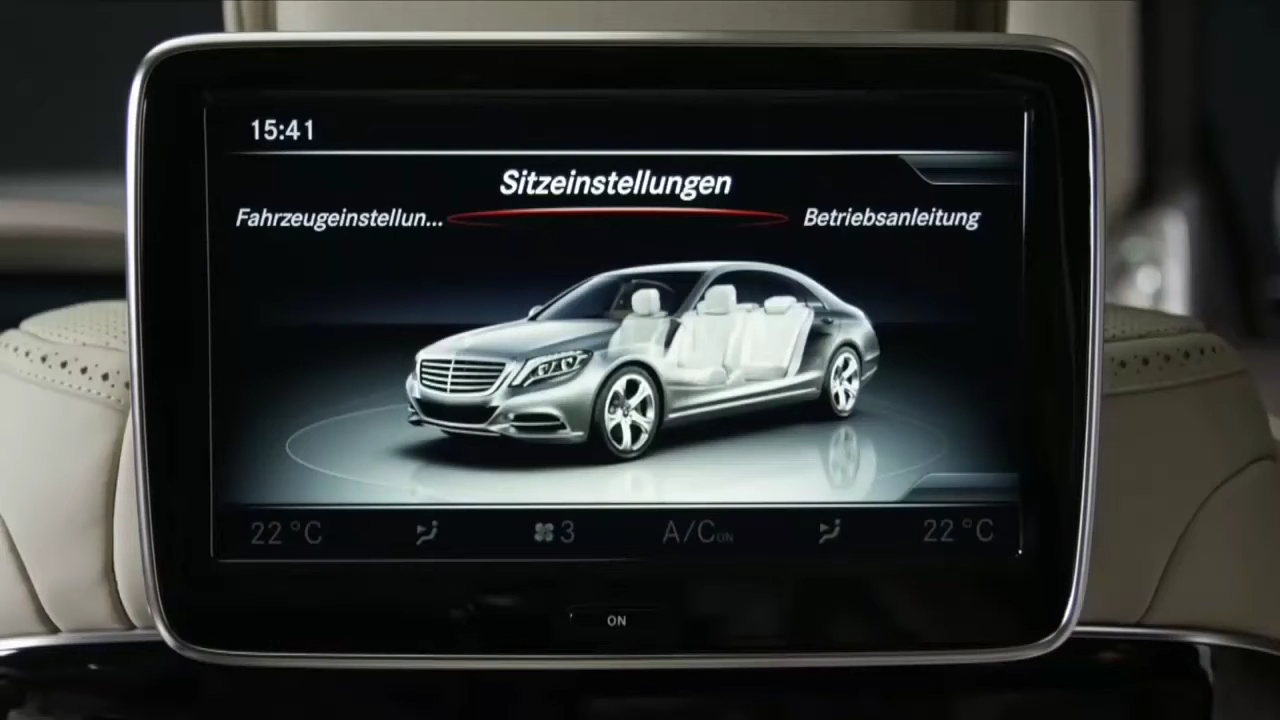 15:41
Sitzeinstellungen
Fahrzeugeinstellun... Betriebsanleitung
22°C 3 A/C ON 22°C
ON